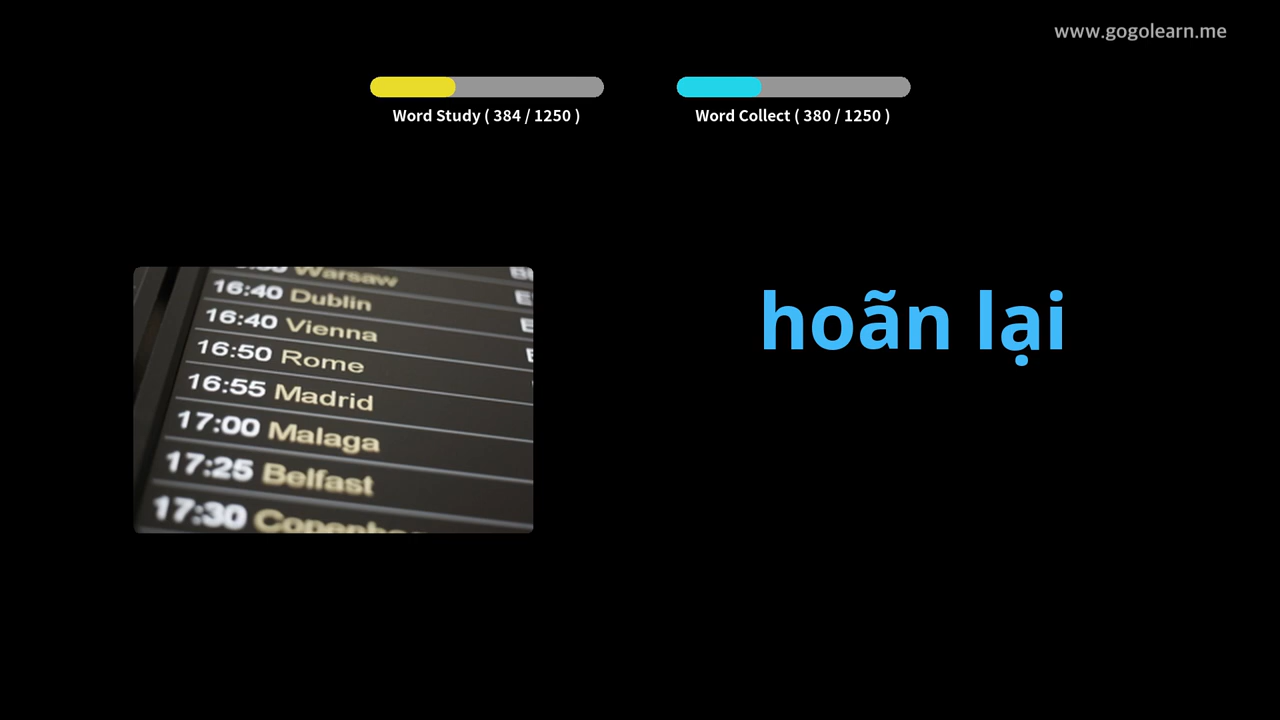 www.gogolearn.me
Word Study ( 384 / 1250 )
Word Collect ( 380 / 1250 )
Warsaw
16:40 Dublin
16:40 Vienna
16:50 Rome
16:55 Madrid
17:00 Malaga
17:25 Belfast
17:30
hoãn lại